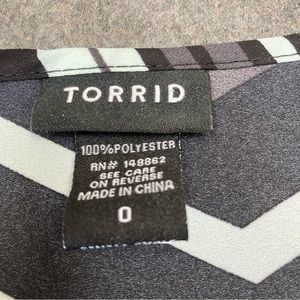 TORRID
100%POLYESTER
RN# 148862
SEE CARE
ON REVERSE
MADE IN CHINA
0